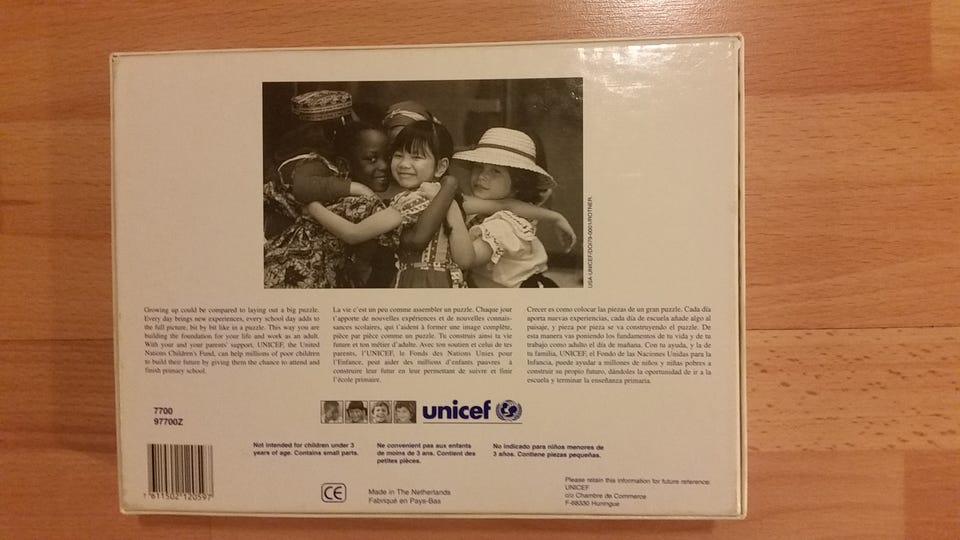 USA-UNICEF/DOI79-0001/ROTHER.
Growing up could be compared to laying out a big puzzle.
Every day brings new experiences, every school day adds to
the full picture, bit by bit like in a puzzle. This way you are
building the foundation for your life and work as an adult.
With your and your parents' support, UNICEF, the United
Nations Children's Fund, can help millions of poor children
to build their future by giving them the chance to attend and
finish primary school.
La vie c'est un peu comme assembler un puzzle. Chaque jour
t'apporte de nouvelles expériences et de nouvelles connais-
sances scolaires, qui t'aident à former une image complète,
pièce par pièce comme un puzzle. Tu construis ainsi ta vie
future et ton métier d'adulte. Avec ton soutien et celui de tes
parents, l'UNICEF, le Fonds des Nations Unies pour
l'Enfance, peut aider des millions d'enfants pauvres à
construire leur futur en leur permettant de suivre et finir
l'école primaire.
Crecer es como colocar las piezas de un gran puzzle. Cada día
aporta nuevas experiencias, cada día de escuela añade algo al
paisaje, y pieza por pieza se va construyendo el puzzle. De
esta manera vas poniendo los fundamentos de tu vida y de tu
trabajo como adulto el día de mañana. Con tu ayuda, y la de
tu familia, UNICEF, el Fondo de las Naciones Unidas para la
Infancia, puede ayudar a millones de niños y niñas pobres a
construir su propio futuro, dándoles la oportunidad de ir a la
escuela y terminar la enseñanza primaria.
unicef
7700
97700Z
Not intended for children under 3
years of age. Contains small parts.
Ne convenient pas aux enfants
de moins de 3 ans. Contient des
petites pièces.
No indicado para niños menores de
3 años. Contiene piezas pequeñas.
7 611502 120597
CE
Made in The Netherlands
Fabriqué en Pays-Bas
Please retain this information for future reference:
UNICEF
c/o Chambre de Commerce
F-68330 Huningue